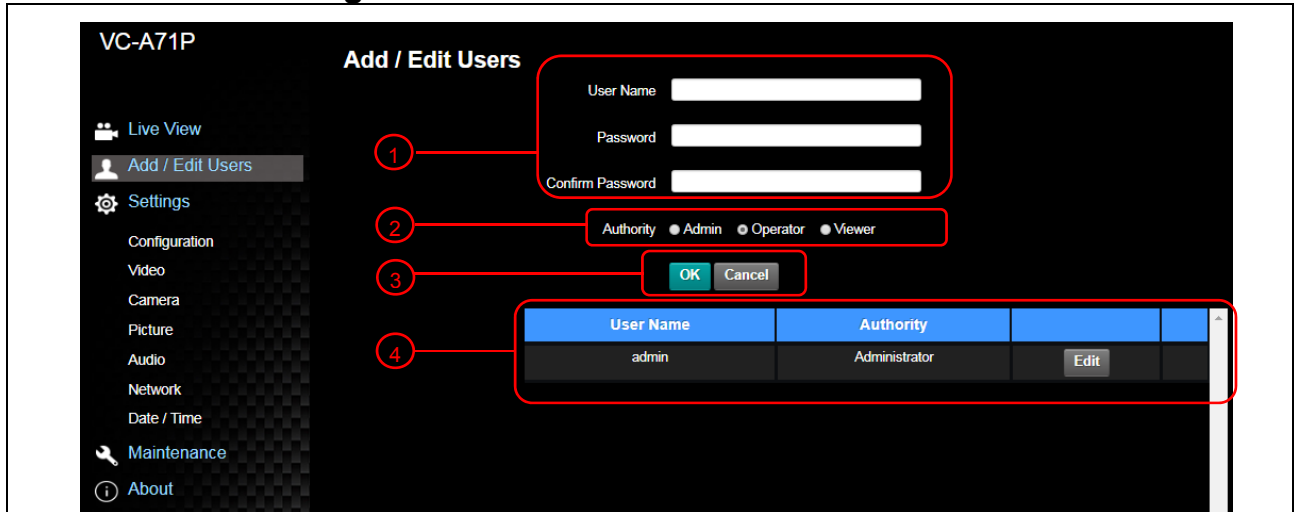 VC-A71P
Live View
Add / Edit Users
Settings
Configuration
Video
Camera
Picture
Audio
Network
Date / Time
Maintenance
About
Add / Edit Users
1
User Name
Password
Confirm Password
2
Authority Admin Operator Viewer
3
OK Cancel
4
User Name Authority
admin Administrator Edit